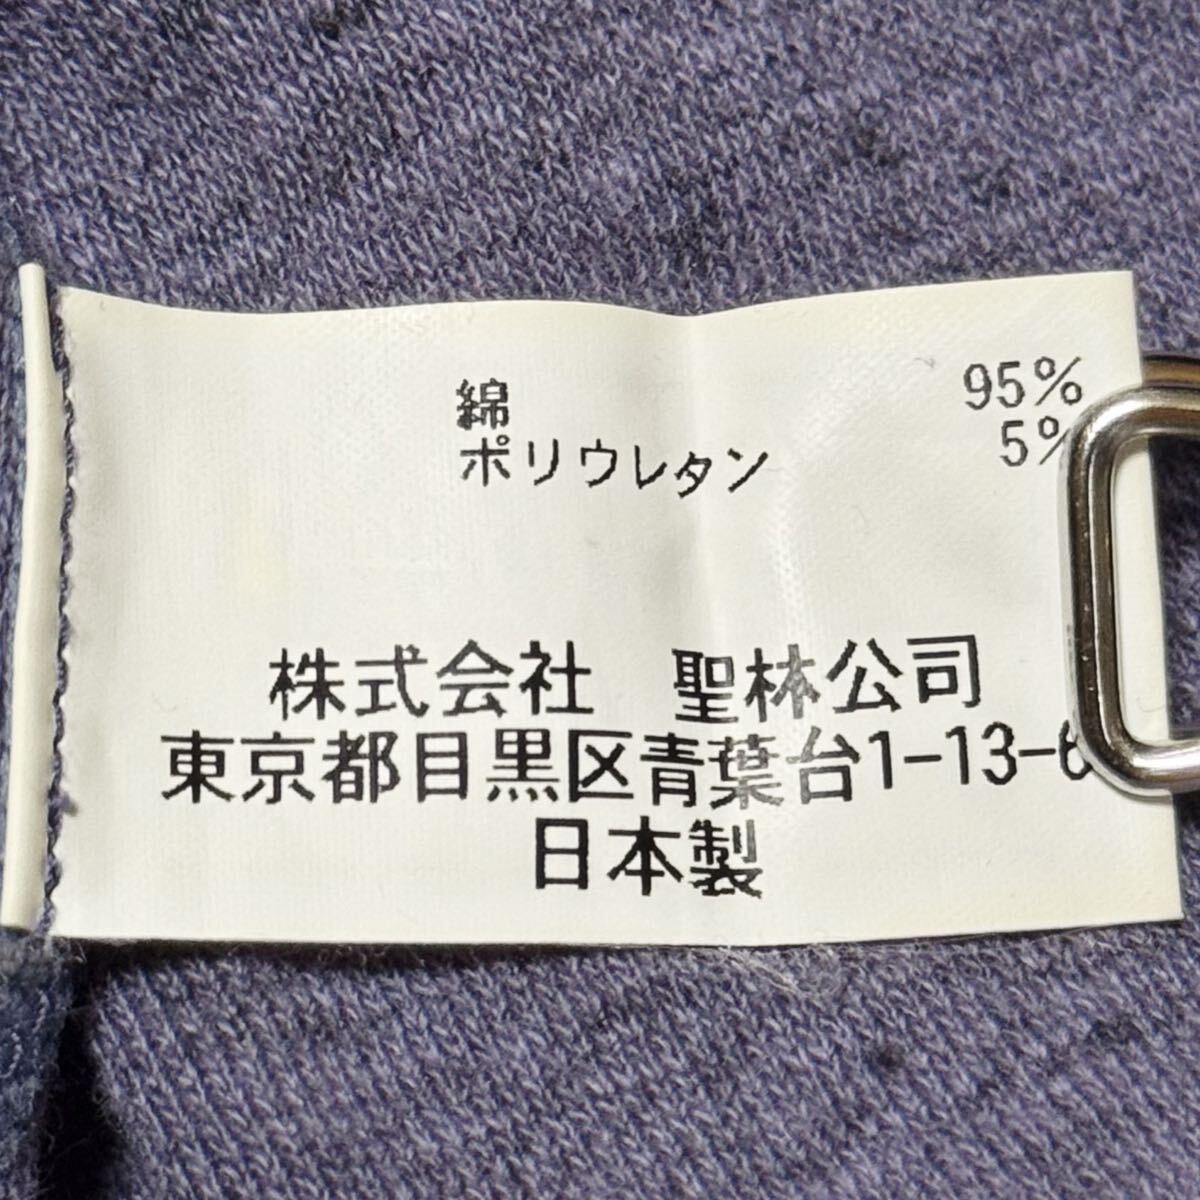 綿 95%
ポリウレタン 5%
株式会社 聖林公司
東京都目黒区青葉台1-13-6
日本製